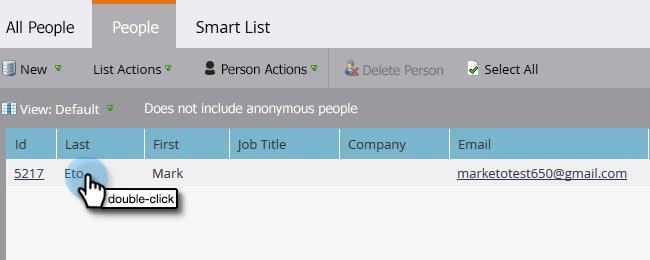 All People People Smart List
New List Actions Person Actions Delete Person Select All
View: Default Does not include anonymous people
Id Last First Job Title Company Email
5217 Eto Mark marketotest650@gmail.com
double-click